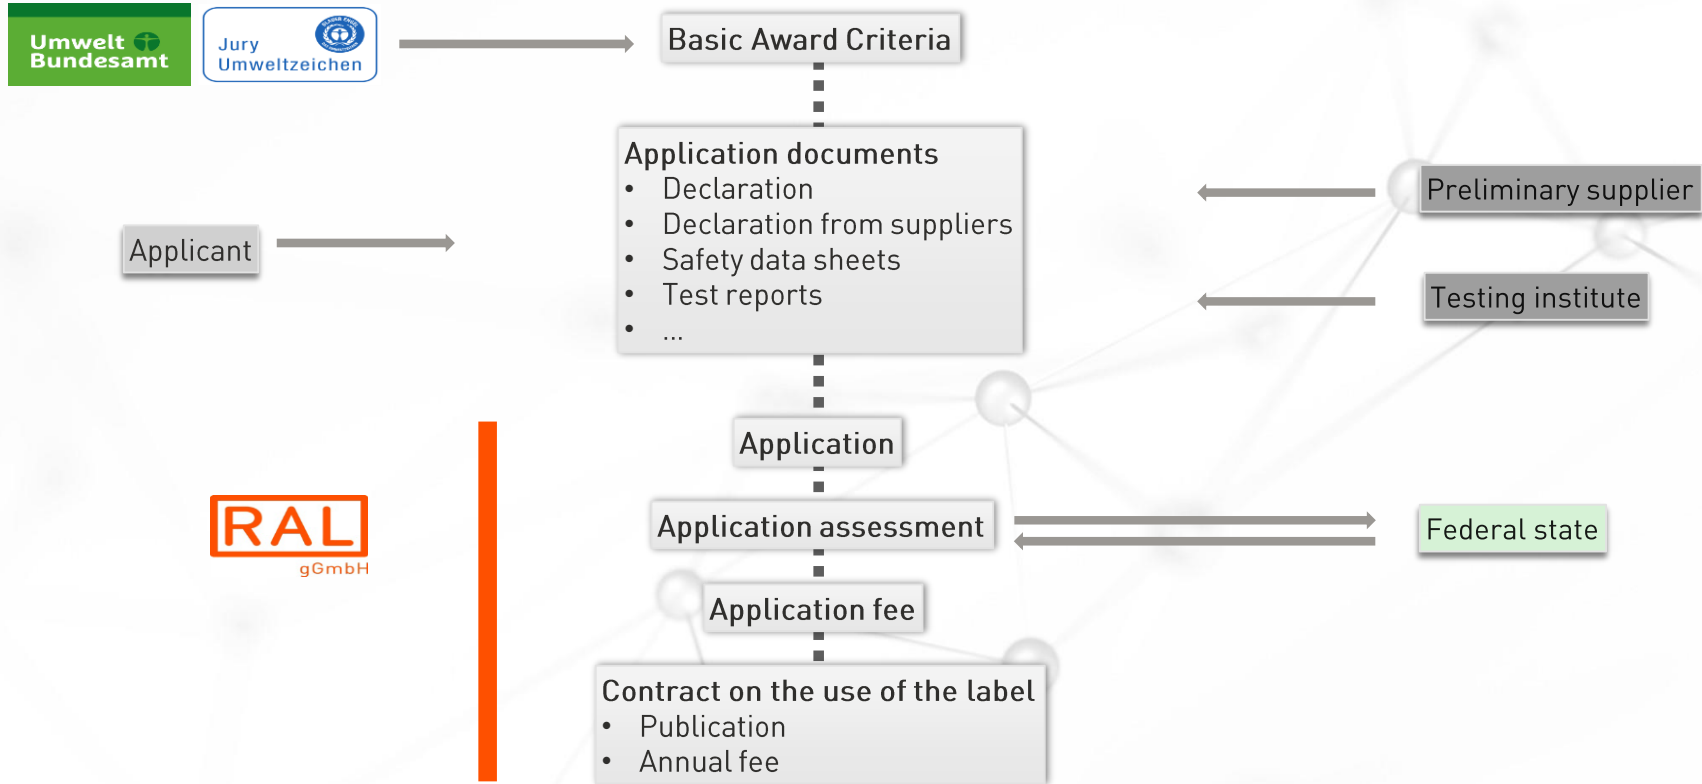 Umwelt
Bundesamt
Jury
Umweltzeichen
Basic Award Criteria
Application documents
• Declaration
• Declaration from suppliers
• Safety data sheets
• Test reports
• ...
Applicant
Preliminary supplier
Testing institute
Application
RAL
gGmbH
Application assessment
Federal state
Application fee
Contract on the use of the label
• Publication
• Annual fee